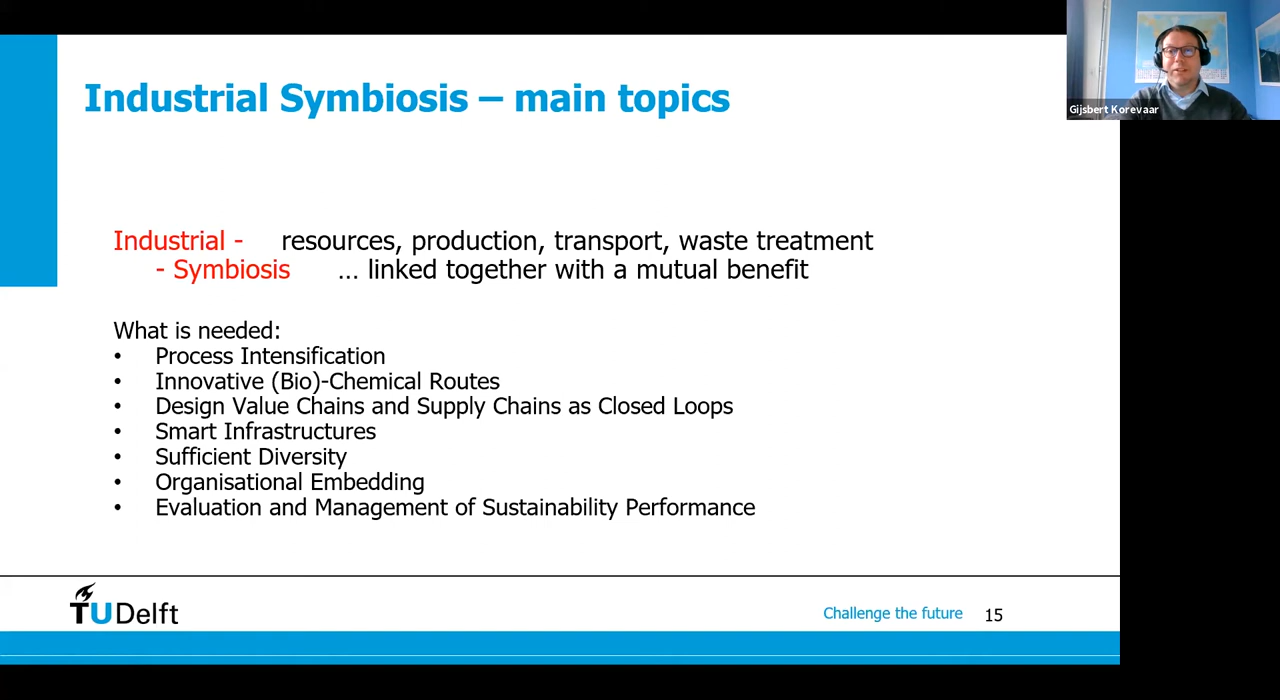 Industrial Symbiosis – main topics
Gijsbert Korevaar
Industrial - resources, production, transport, waste treatment
- Symbiosis … linked together with a mutual benefit
What is needed:
• Process Intensification
• Innovative (Bio)-Chemical Routes
• Design Value Chains and Supply Chains as Closed Loops
• Smart Infrastructures
• Sufficient Diversity
• Organisational Embedding
• Evaluation and Management of Sustainability Performance
TUDelft
Challenge the future 15